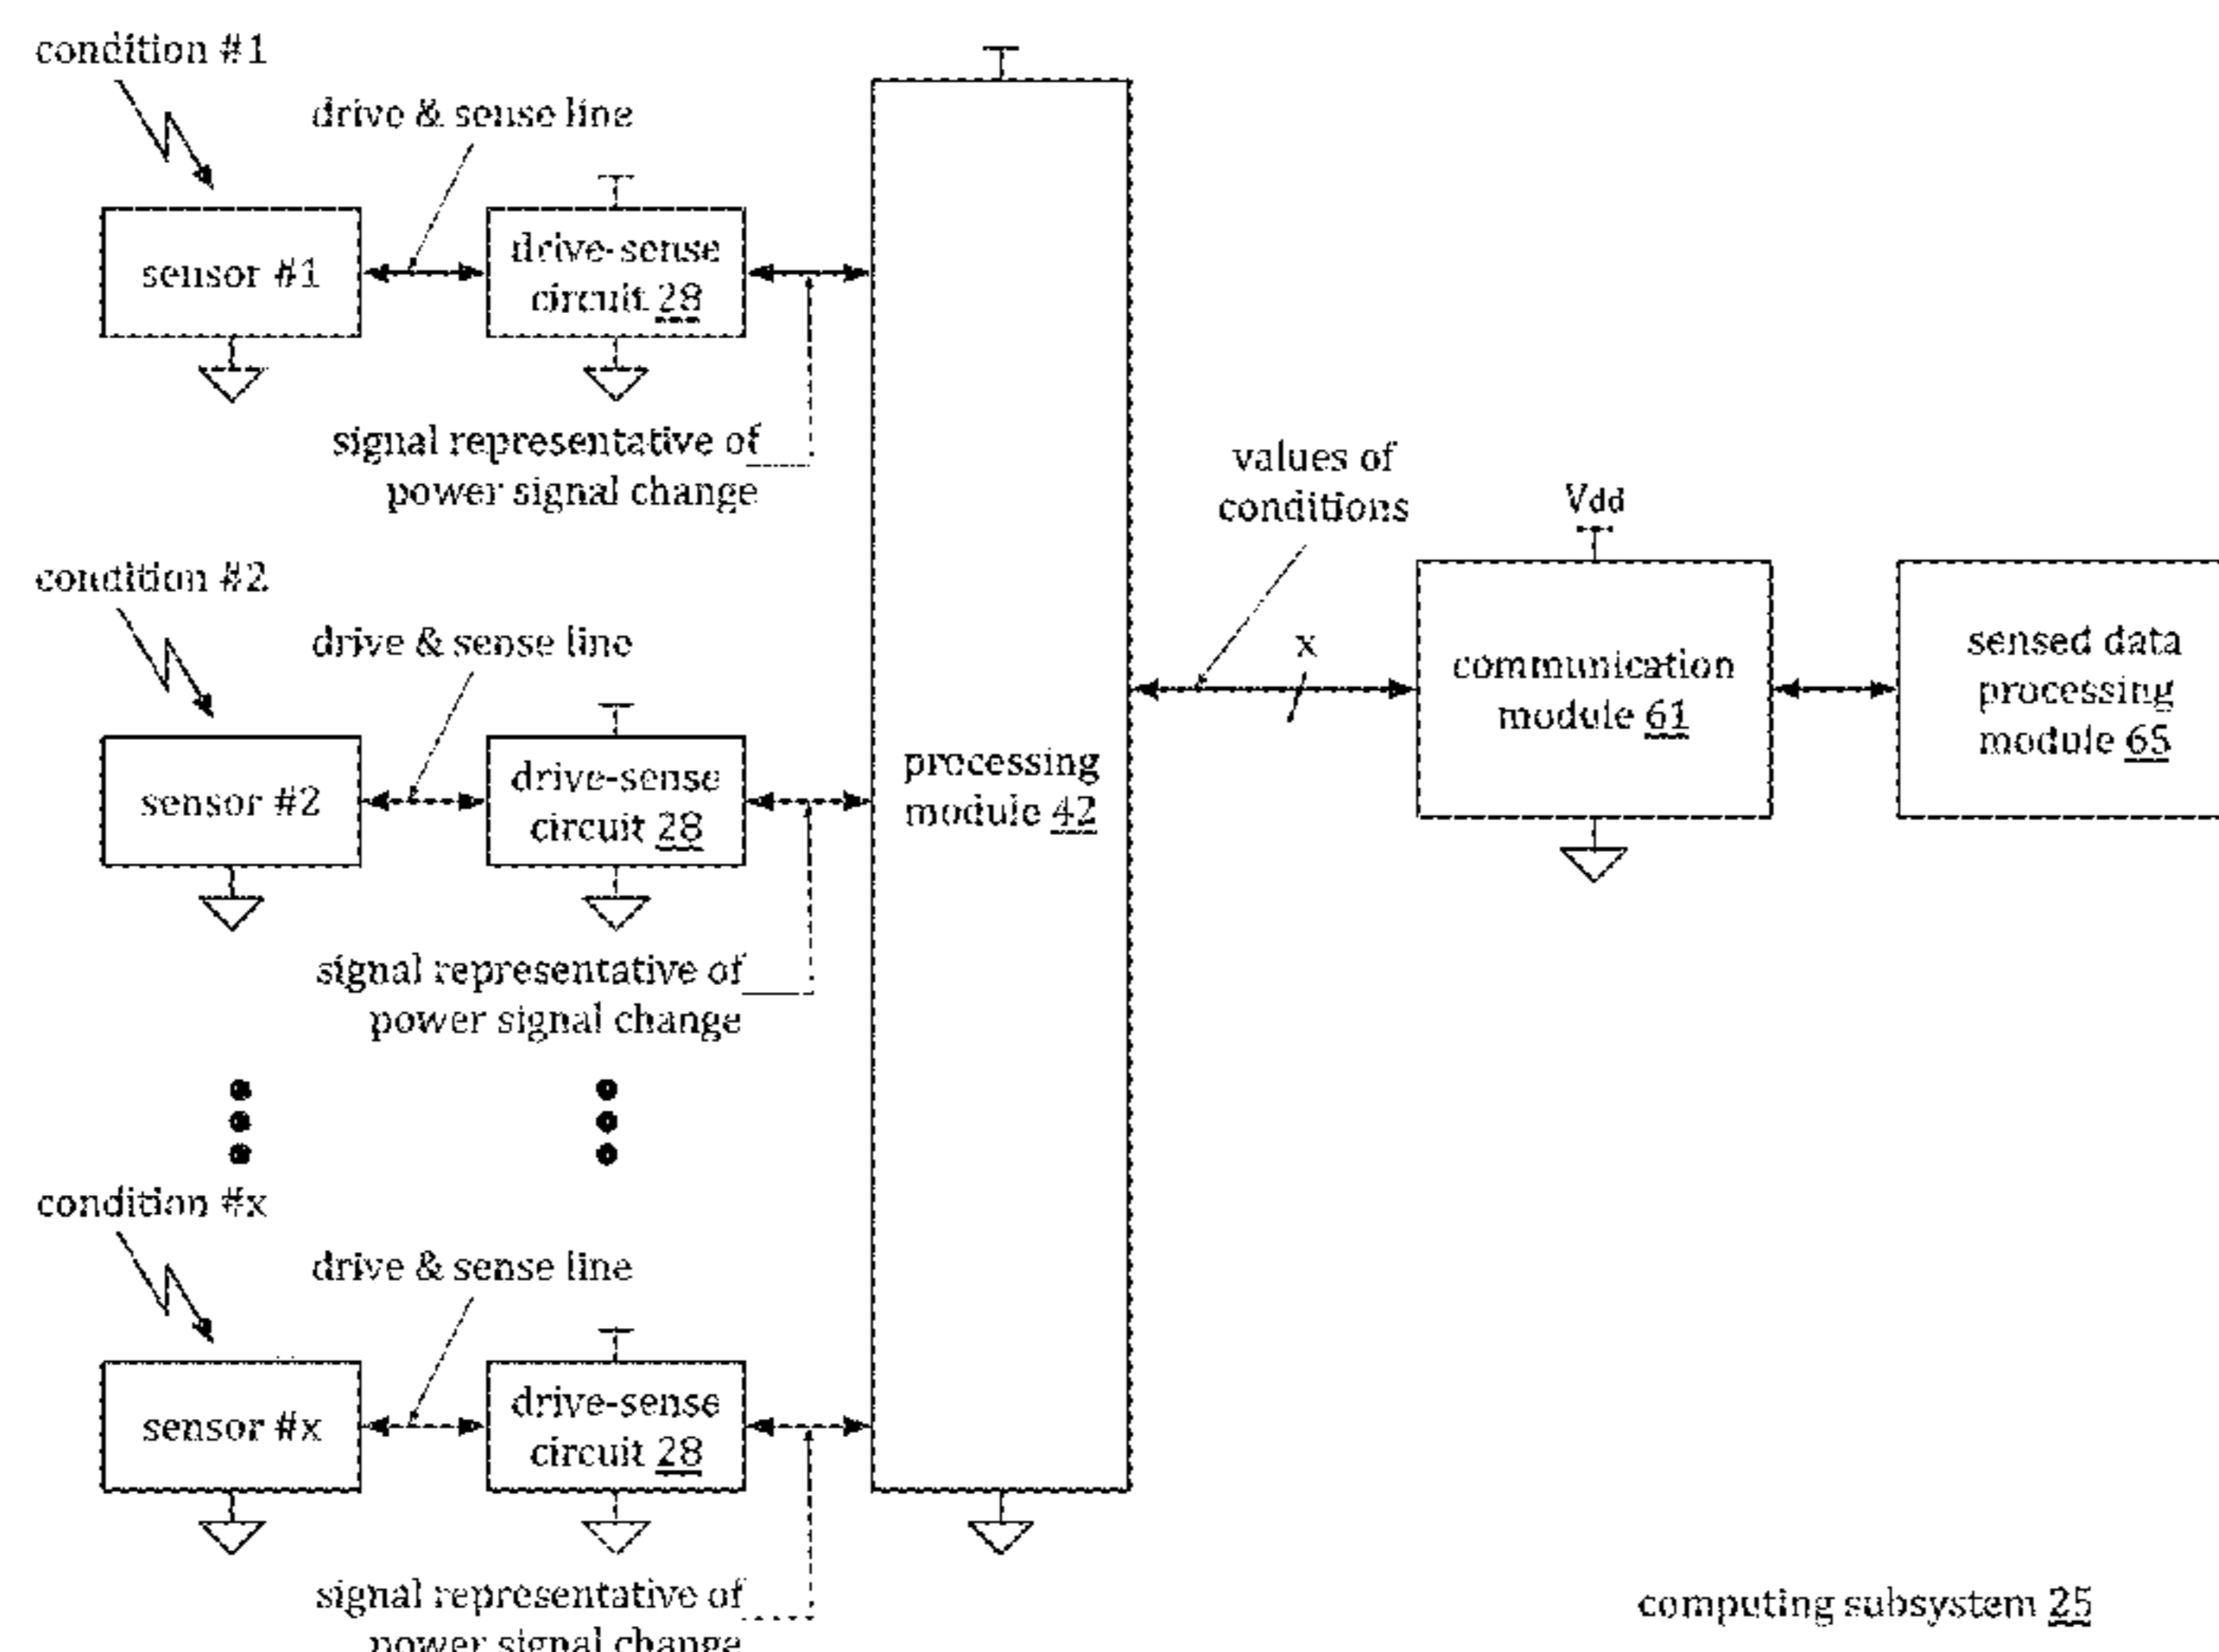 condition #1
drive & sense line
sensor #1
drive-sense
circuit 28
signal representative of
power signal change
condition #2
drive & sense line
sensor #2
drive-sense
circuit 28
signal representative of
power signal change
condition #x
drive & sense line
sensor #x
drive-sense
circuit 28
signal representative of
power signal change
processing
module 42
values of
conditions
x
Vdd
communication
module 61
sensed data
processing
module 65
computing subsystem 25